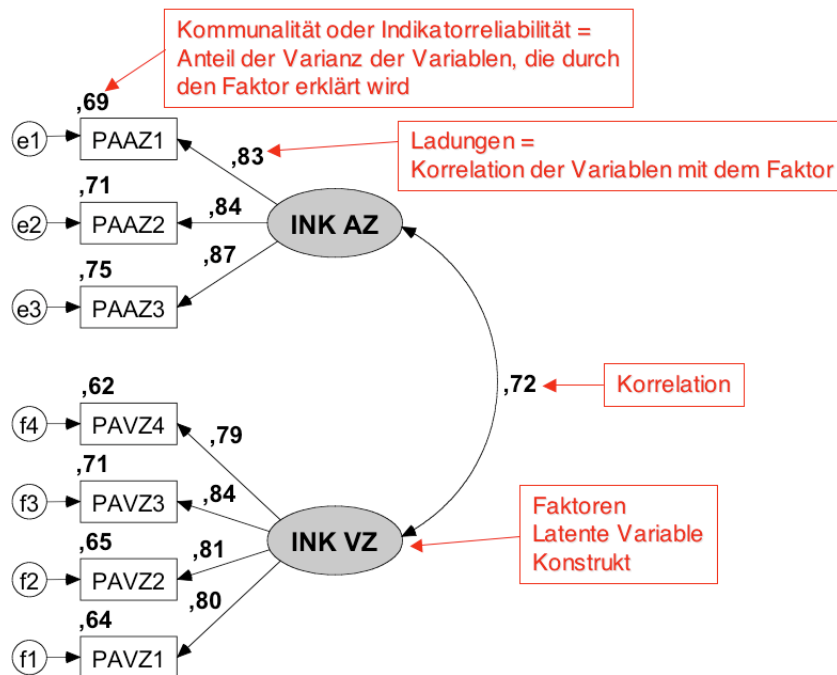 Kommunalität oder Indikatorreliabilität =
Anteil der Varianz der Variablen, die durch
den Faktor erklärt wird
,69
e1
PAAZ1
,83
Ladungen =
Korrelation der Variablen mit dem Faktor
,71
e2
PAAZ2
,84
INK AZ
,87
,75
e3
PAAZ3
,72
Korrelation
,62
f4
PAVZ4
,79
,71
f3
PAVZ3
,84
INK VZ
Faktoren
Latente Variable
Konstrukt
,65
f2
PAVZ2
,81
,80
,64
f1
PAVZ1